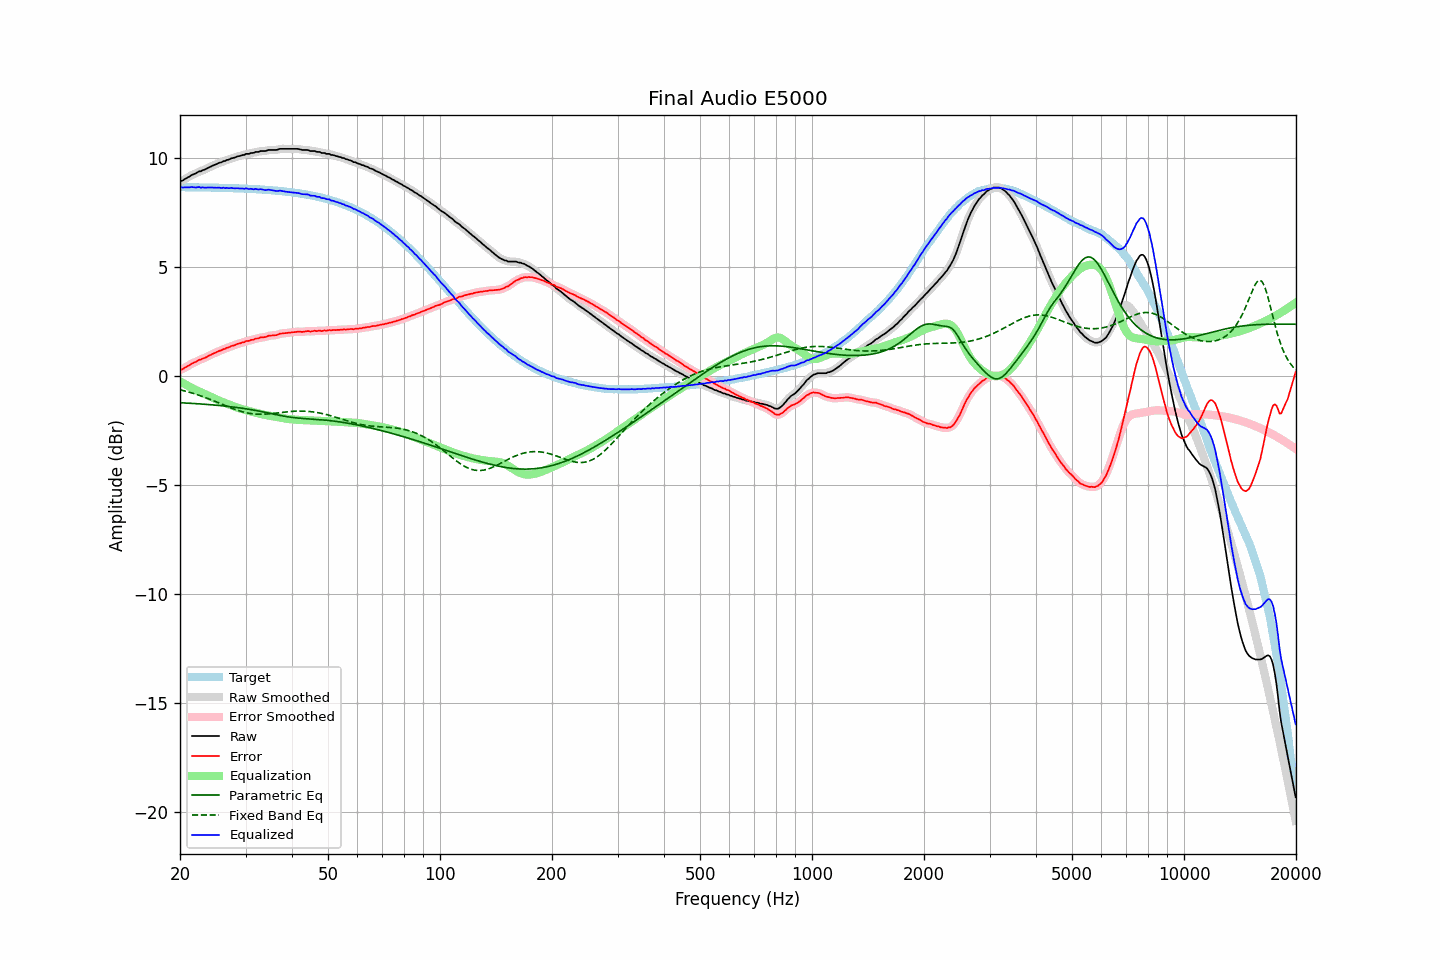 Final Audio E5000
Amplitude (dBr)
10
5
0
−5
−10
−15
−20
Target
Raw Smoothed
Error Smoothed
Raw
Error
Equalization
Parametric Eq
Fixed Band Eq
Equalized
20 50 100 200 500 1000 2000 5000 10000 20000
Frequency (Hz)